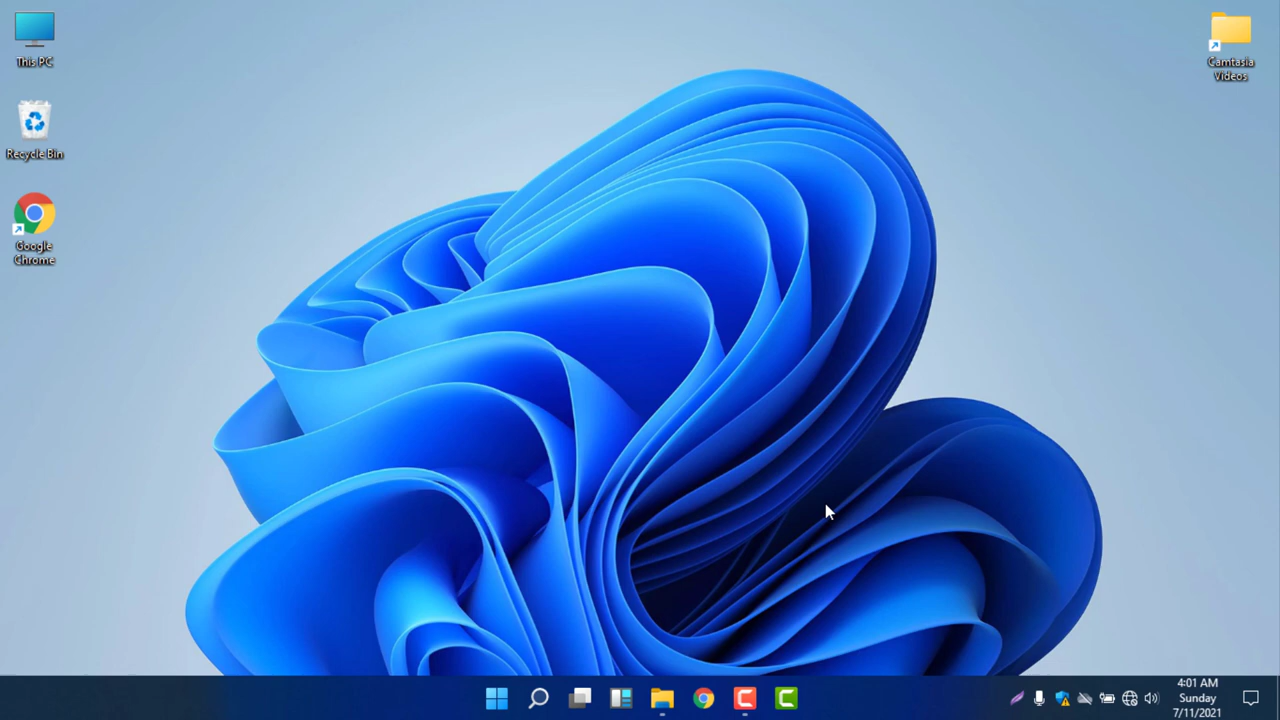 This PC
Recycle Bin
Google
Chrome
Camtasia
Videos
4:01 AM
Sunday
7/11/2021